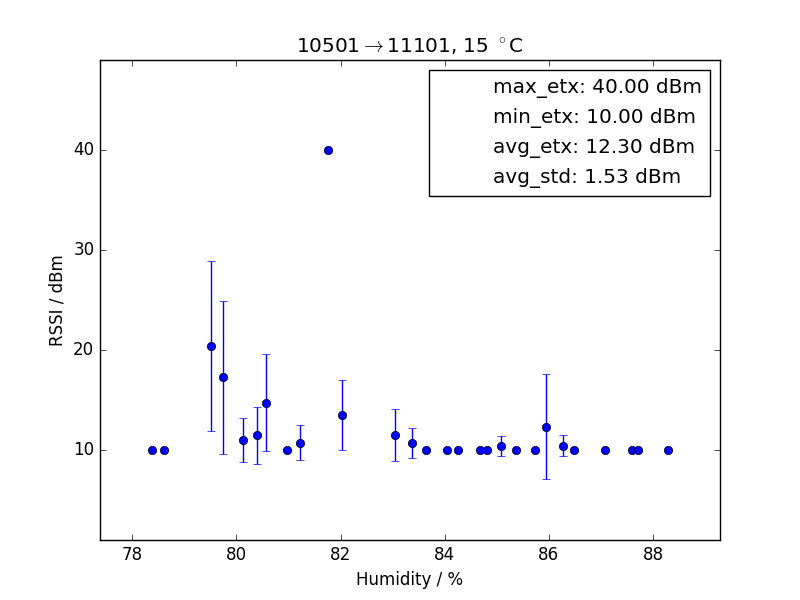 10501→11101, 15 °C
max_etx: 40.00 dBm
min_etx: 10.00 dBm
avg_etx: 12.30 dBm
avg_std: 1.53 dBm
40
30
20
10
RSSI / dBm
78 80 82 84 86 88
Humidity / %